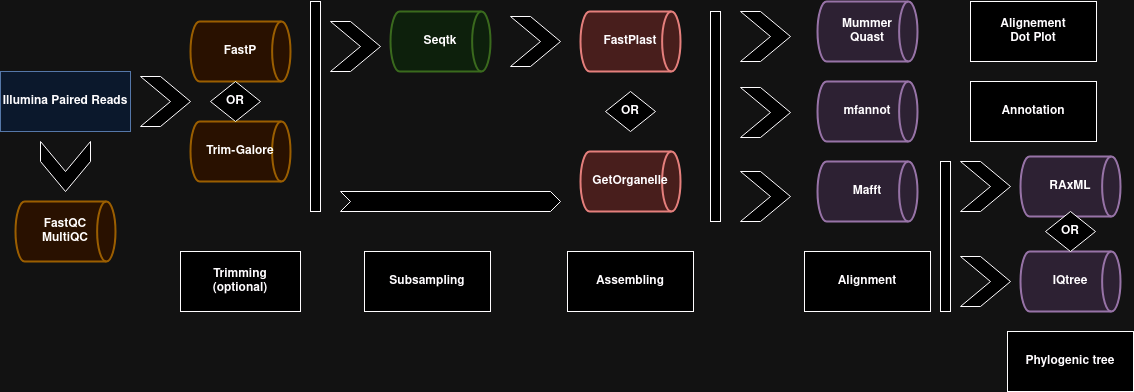 Illumina Paired Reads
FastQC
MultiQC
FastP
OR
Trim-Galore
Trimming
(optional)
Seqtk
Subsampling
FastPlast
OR
GetOrganelle
Assembling
Mummer
Quast
mfannot
Mafft
Alignment
Alignement
Dot Plot
Annotation
RAxML
OR
IQtree
Phylogenic tree